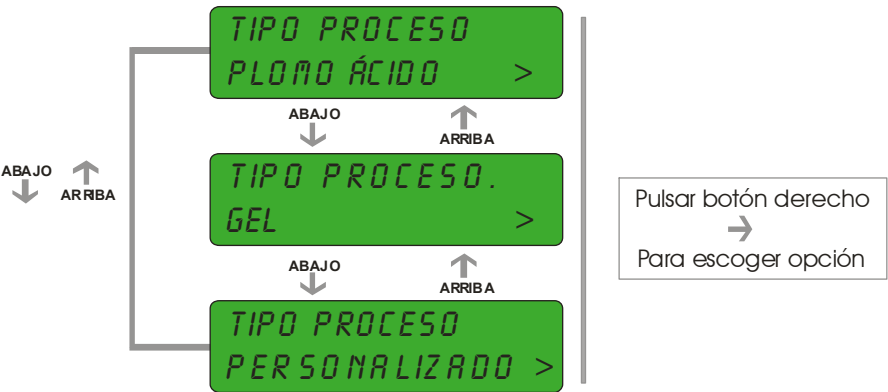 TIPO PROCESO
PLOMO ÁCIDO >
ABAJO
ARRIBA
ABAJO
ARRIBA
TIPO PROCESO.
GEL >
Pulsar botón derecho
Para escoger opción
ABAJO
ARRIBA
TIPO PROCESO
PERSONALIZADO >